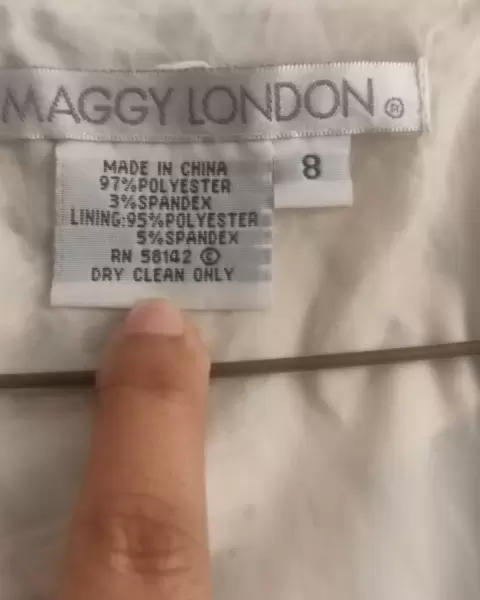 MAGGY LONDON ®
8
MADE IN CHINA
97%POLYESTER
3%SPANDEX
LINING:95%POLYESTER
5%SPANDEX
RN 58142 ©
DRY CLEAN ONLY